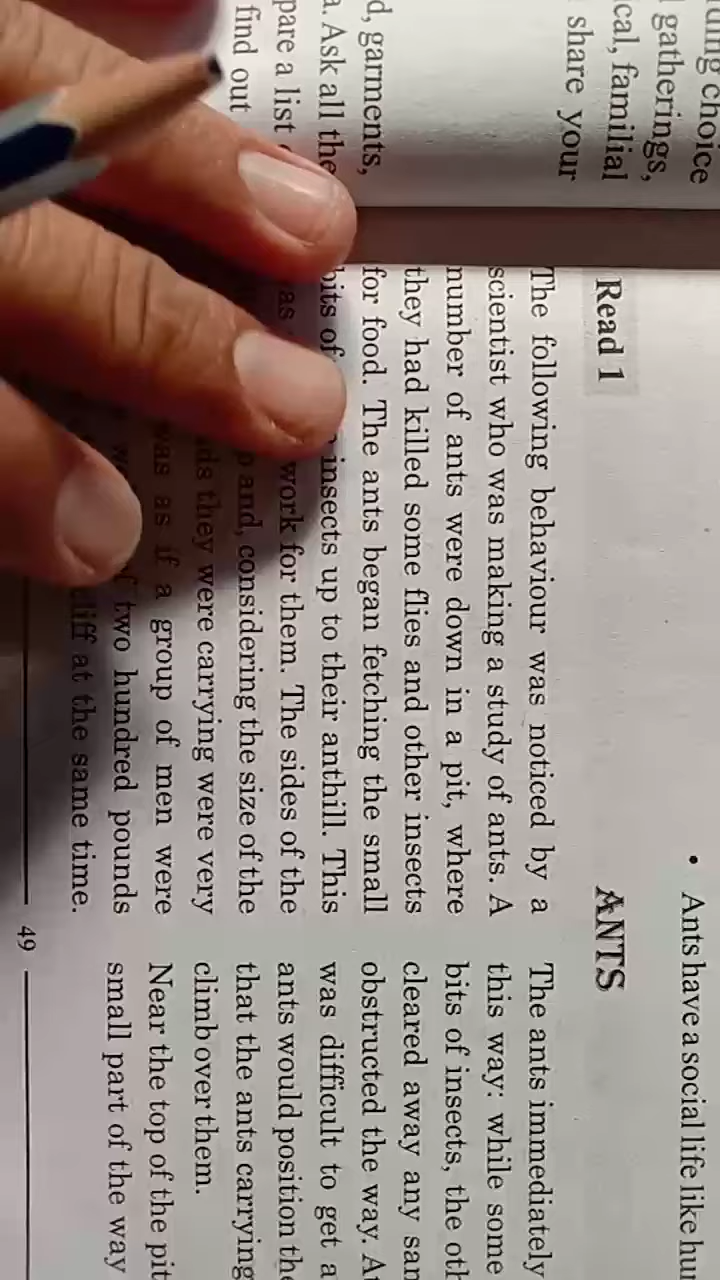 ding choice
gatherings,
cal, familial
share your
d, garments,
a. Ask all the
pare a list
find out
• Ants have a social life like hu
Read 1
ANTS
The following behaviour was noticed by a
scientist who was making a study of ants. A
number of ants were down in a pit, where
they had killed some flies and other insects
for food. The ants began fetching the small
bits of insects up to their anthill. This
as work for them. The sides of the
and, considering the size of the
they were carrying were very
was as if a group of men were
two hundred pounds
cliff at the same time.
The ants immediately
this way: while some
bits of insects, the oth
cleared away any san
obstructed the way. At
was difficult to get a
ants would position the
that the ants carrying
climb over them.
Near the top of the pit
small part of the way
49